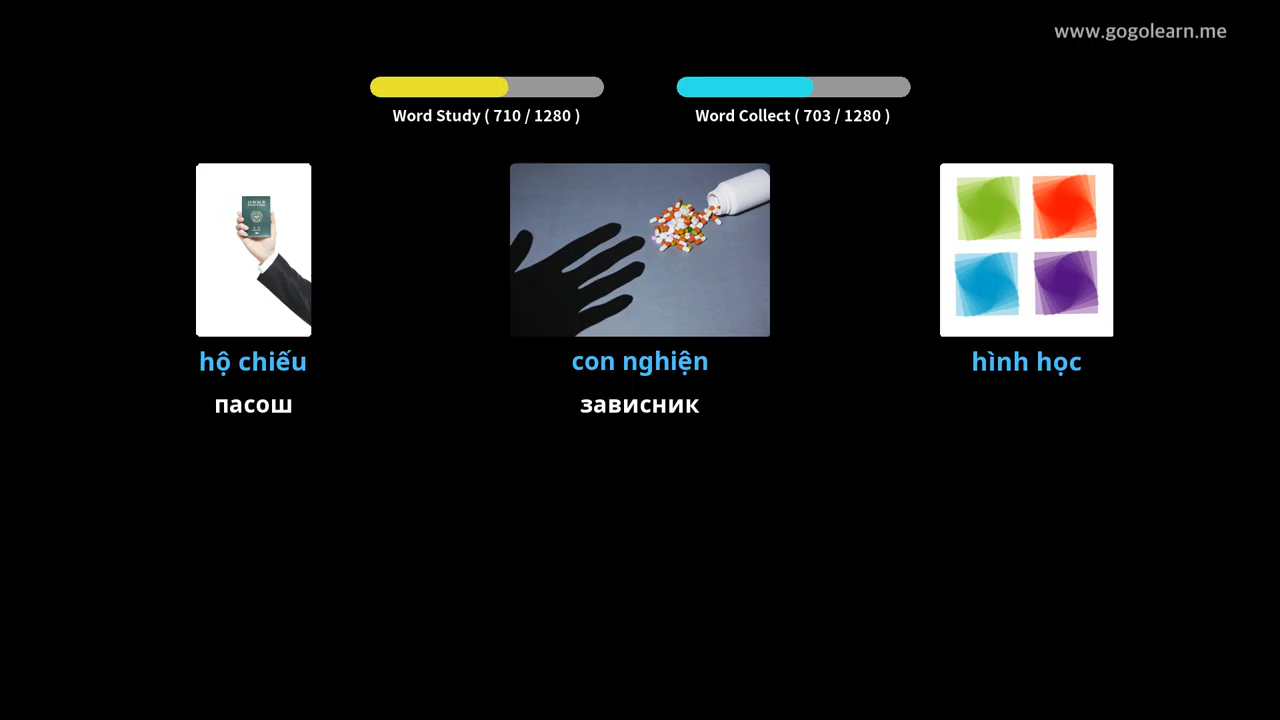 www.gogolearn.me
Word Study ( 710 / 1280 )
Word Collect ( 703 / 1280 )
hộ chiếu
con nghiện
hình học
пасош
зависник